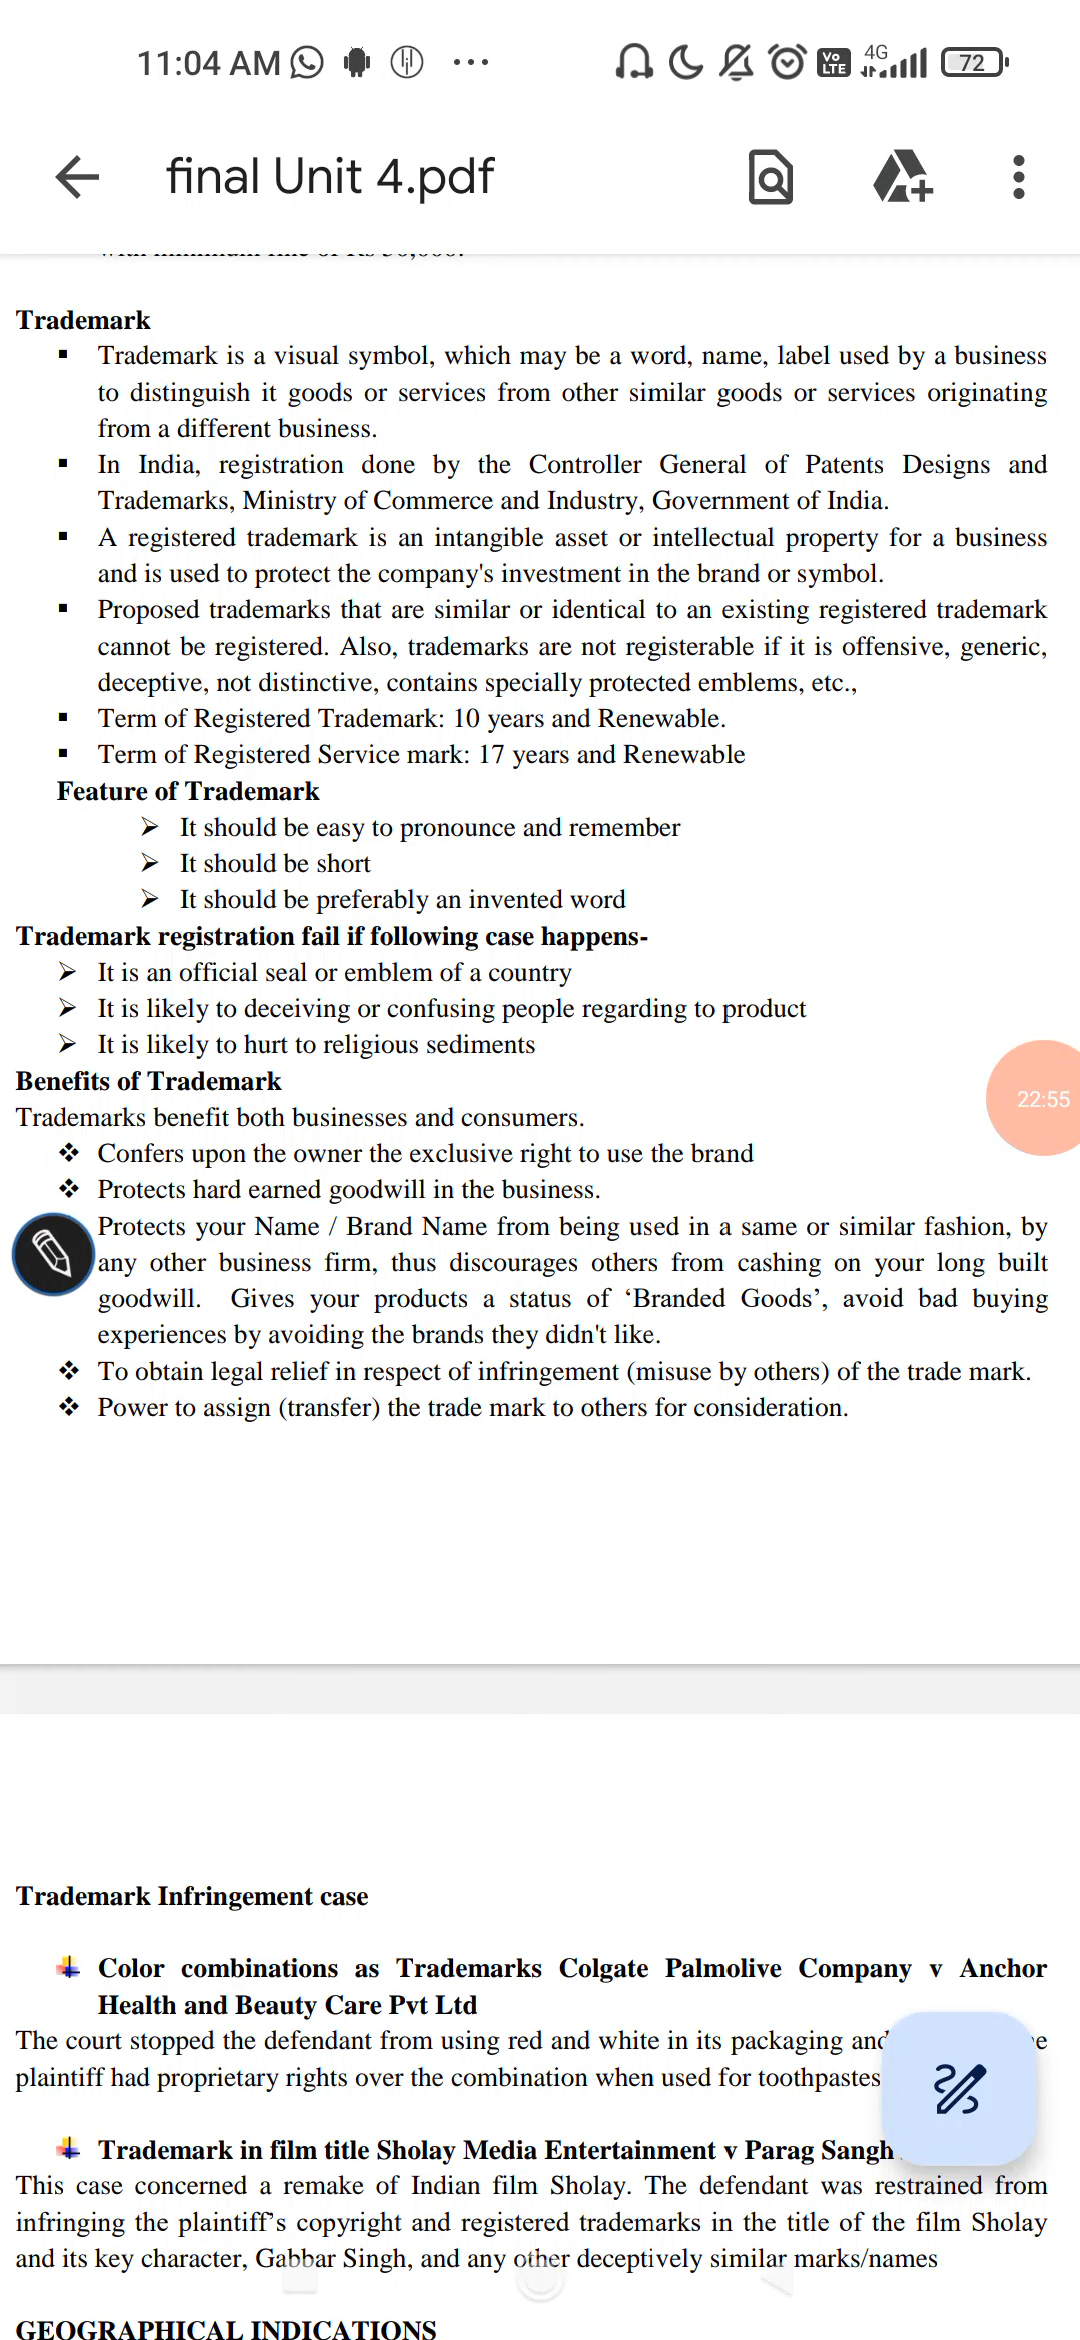 11:04 AM
4G
Vo LTE
72
final Unit 4.pdf
Trademark
▪ Trademark is a visual symbol, which may be a word, name, label used by a business
to distinguish it goods or services from other similar goods or services originating
from a different business.
▪ In India, registration done by the Controller General of Patents Designs and
Trademarks, Ministry of Commerce and Industry, Government of India.
▪ A registered trademark is an intangible asset or intellectual property for a business
and is used to protect the company's investment in the brand or symbol.
▪ Proposed trademarks that are similar or identical to an existing registered trademark
cannot be registered. Also, trademarks are not registerable if it is offensive, generic,
deceptive, not distinctive, contains specially protected emblems, etc.,
▪ Term of Registered Trademark: 10 years and Renewable.
▪ Term of Registered Service mark: 17 years and Renewable
Feature of Trademark
➢ It should be easy to pronounce and remember
➢ It should be short
➢ It should be preferably an invented word
Trademark registration fail if following case happens-
➢ It is an official seal or emblem of a country
➢ It is likely to deceiving or confusing people regarding to product
➢ It is likely to hurt to religious sediments
Benefits of Trademark
22:55
Trademarks benefit both businesses and consumers.
❖ Confers upon the owner the exclusive right to use the brand
❖ Protects hard earned goodwill in the business.
Protects your Name / Brand Name from being used in a same or similar fashion, by
any other business firm, thus discourages others from cashing on your long built
goodwill. Gives your products a status of ‘Branded Goods’, avoid bad buying
experiences by avoiding the brands they didn't like.
❖ To obtain legal relief in respect of infringement (misuse by others) of the trade mark.
❖ Power to assign (transfer) the trade mark to others for consideration.
Trademark Infringement case
Color combinations as Trademarks Colgate Palmolive Company v Anchor
Health and Beauty Care Pvt Ltd
The court stopped the defendant from using red and white in its packaging and
plaintiff had proprietary rights over the combination when used for toothpastes
Trademark in film title Sholay Media Entertainment v Parag Sangh
This case concerned a remake of Indian film Sholay. The defendant was restrained from
infringing the plaintiff's copyright and registered trademarks in the title of the film Sholay
and its key character, Gabbar Singh, and any other deceptively similar marks/names
GEOGRAPHICAL INDICATIONS